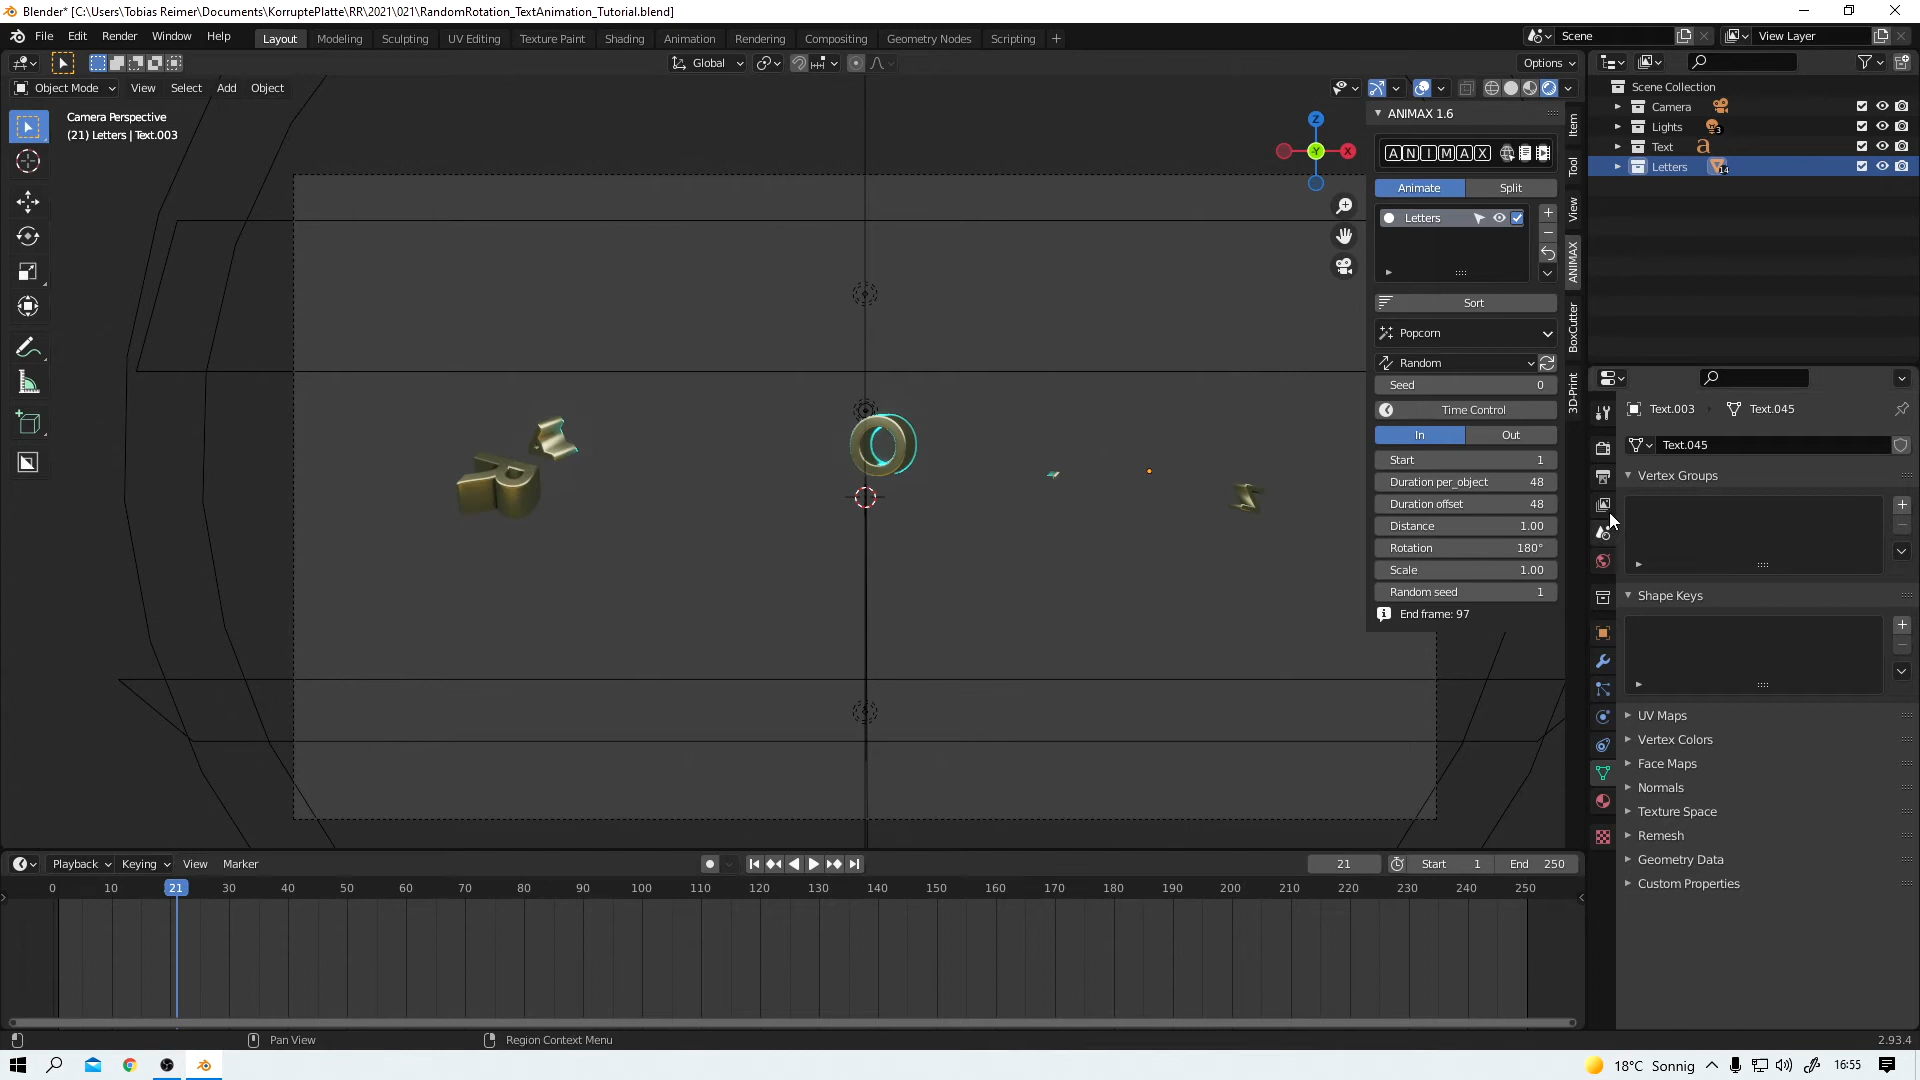 Blender* [C:\Users\Tobias Reimer\Documents\KorruptePlatte\RR\2021\021\RandomRotation_TextAnimation_Tutorial.blend]
File Edit Render Window Help
Layout Modeling Sculpting UV Editing Texture Paint Shading Animation Rendering Compositing Geometry Nodes Scripting +
Scene
View Layer
Global
Options
Object Mode View Select Add Object
Camera Perspective
(21) Letters | Text.003
Z
Y
X
R
O
Z
ANIMAX 1.6
ANIMAX
Animate Split
Letters
Sort
Popcorn
Random
Seed 0
Time Control
In Out
Start 1
Duration per_object 48
Duration offset 48
Distance 1.00
Rotation 180°
Scale 1.00
Random seed 1
End frame: 97
Item
Tool
View
ANIMAX
BoxCutter
3D-Print
Scene Collection
Camera
Lights 3
Text a
Letters 14
Text.003 Text.045
Text.045
Vertex Groups
Shape Keys
UV Maps
Vertex Colors
Face Maps
Normals
Texture Space
Remesh
Geometry Data
Custom Properties
Playback Keying View Marker
21 Start 1 End 250
0 10 21 30 40 50 60 70 80 90 100 110 120 130 140 150 160 170 180 190 200 210 220 230 240 250
Pan View Region Context Menu
2.93.4
18°C Sonnig 16:55